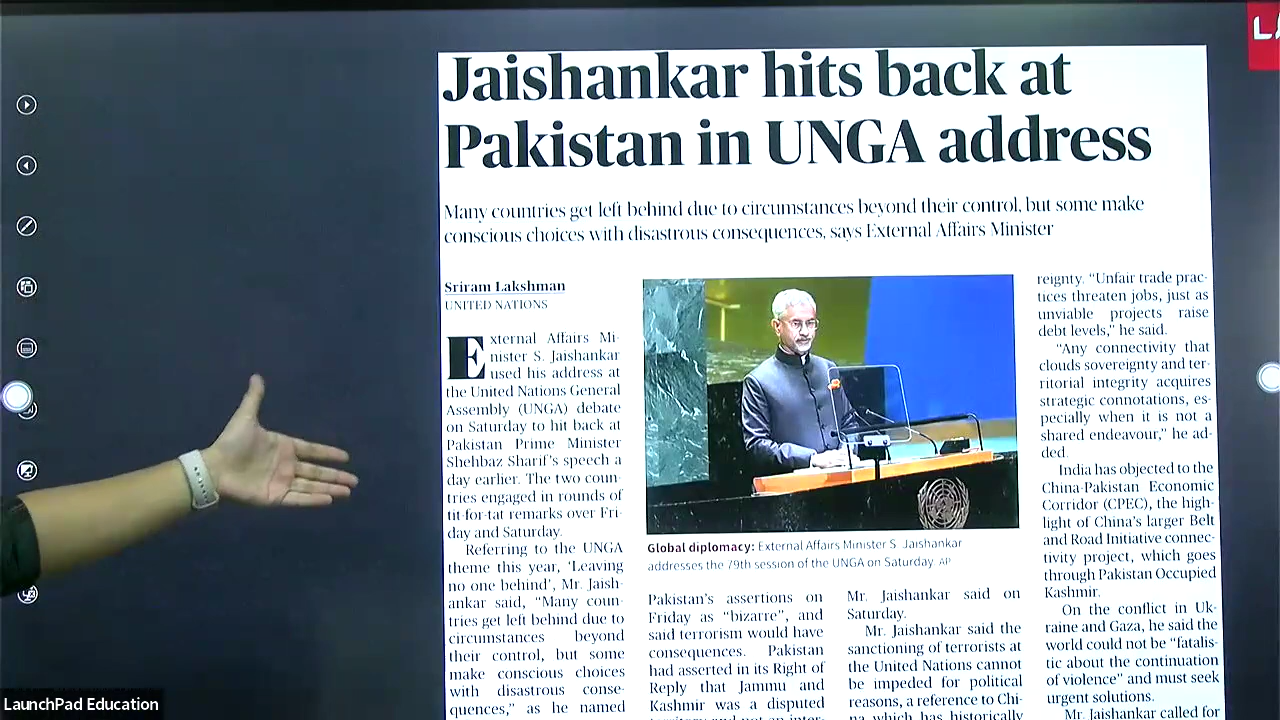 LA
Jaishankar hits back at
Pakistan in UNGA address
Many countries get left behind due to circumstances beyond their control, but some make
conscious choices with disastrous consequences, says External Affairs Minister
Sriram Lakshman
UNITED NATIONS
External Affairs Mi-
nister S. Jaishankar
used his address at
the United Nations General
Assembly (UNGA) debate
on Saturday to hit back at
Pakistan Prime Minister
Shehbaz Sharif's speech a
day earlier. The two coun-
tries engaged in rounds of
tit-for-tat remarks over Fri-
day and Saturday.
Referring to the UNGA
theme this year, 'Leaving
no one behind', Mr. Jaish-
ankar said, "Many coun-
tries get left behind due to
circumstances beyond
their control, but some
make conscious choices
with disastrous conse-
quences," as he named
Global diplomacy: External Affairs Minister S. Jaishankar
addresses the 79th session of the UNGA on Saturday. AP
Pakistan's assertions on
Friday as "bizarre", and
said terrorism would have
consequences. Pakistan
had asserted in its Right of
Reply that Jammu and
Kashmir was a disputed
territory and not an inter-
Mr. Jaishankar said on
Saturday.
Mr. Jaishankar said the
sanctioning of terrorists at
the United Nations cannot
be impeded for political
reasons, a reference to Chi-
na which has historically
reignty. "Unfair trade prac-
tices threaten jobs, just as
unviable projects raise
debt levels," he said.
"Any connectivity that
clouds sovereignty and ter-
ritorial integrity acquires
strategic connotations, es-
pecially when it is not a
shared endeavour," he ad-
ded.
India has objected to the
China-Pakistan Economic
Corridor (CPEC), the high-
light of China's larger Belt
and Road Initiative connec-
tivity project, which goes
through Pakistan Occupied
Kashmir.
On the conflict in Uk-
raine and Gaza, he said the
world could not be "fatalis-
tic about the continuation
of violence" and must seek
urgent solutions.
Mr. Jaishankar called for
LaunchPad Education